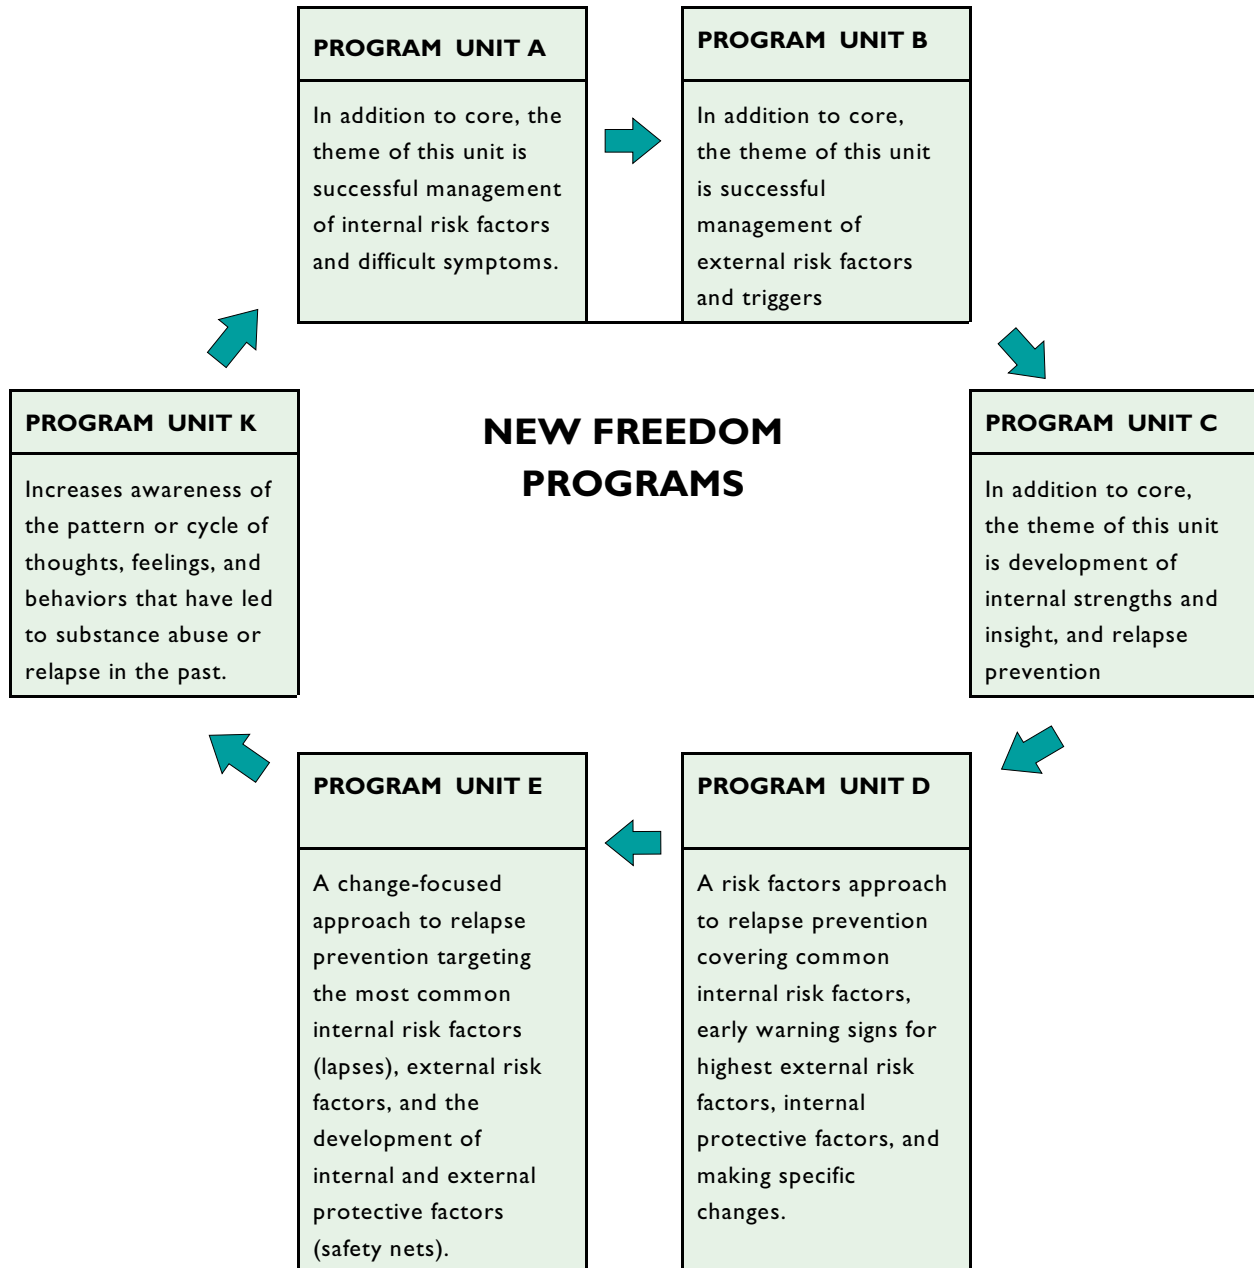 PROGRAM UNIT A
In addition to core, the
theme of this unit is
successful management
of internal risk factors
and difficult symptoms.
PROGRAM UNIT B
In addition to core,
the theme of this unit
is successful
management of
external risk factors
and triggers
PROGRAM UNIT K
Increases awareness of
the pattern or cycle of
thoughts, feelings, and
behaviors that have led
to substance abuse or
relapse in the past.
NEW FREEDOM
PROGRAMS
PROGRAM UNIT C
In addition to core,
the theme of this unit
is development of
internal strengths and
insight, and relapse
prevention
PROGRAM UNIT E
A change-focused
approach to relapse
prevention targeting
the most common
internal risk factors
(lapses), external risk
factors, and the
development of
internal and external
protective factors
(safety nets).
PROGRAM UNIT D
A risk factors approach
to relapse prevention
covering common
internal risk factors,
early warning signs for
highest external risk
factors, internal
protective factors, and
making specific
changes.